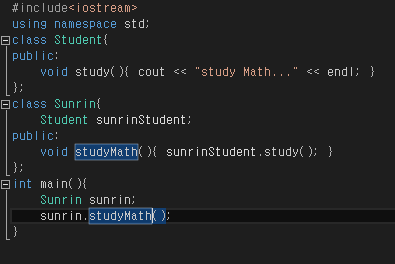 #include<iostream>
using namespace std;
class Student{
public:
    void study(){ cout << "study Math..." << endl; }
};
class Sunrin{
    Student sunrinStudent;
public:
    void studyMath(){ sunrinStudent.study(); }
};
int main(){
    Sunrin sunrin;
    sunrin.studyMath();
}